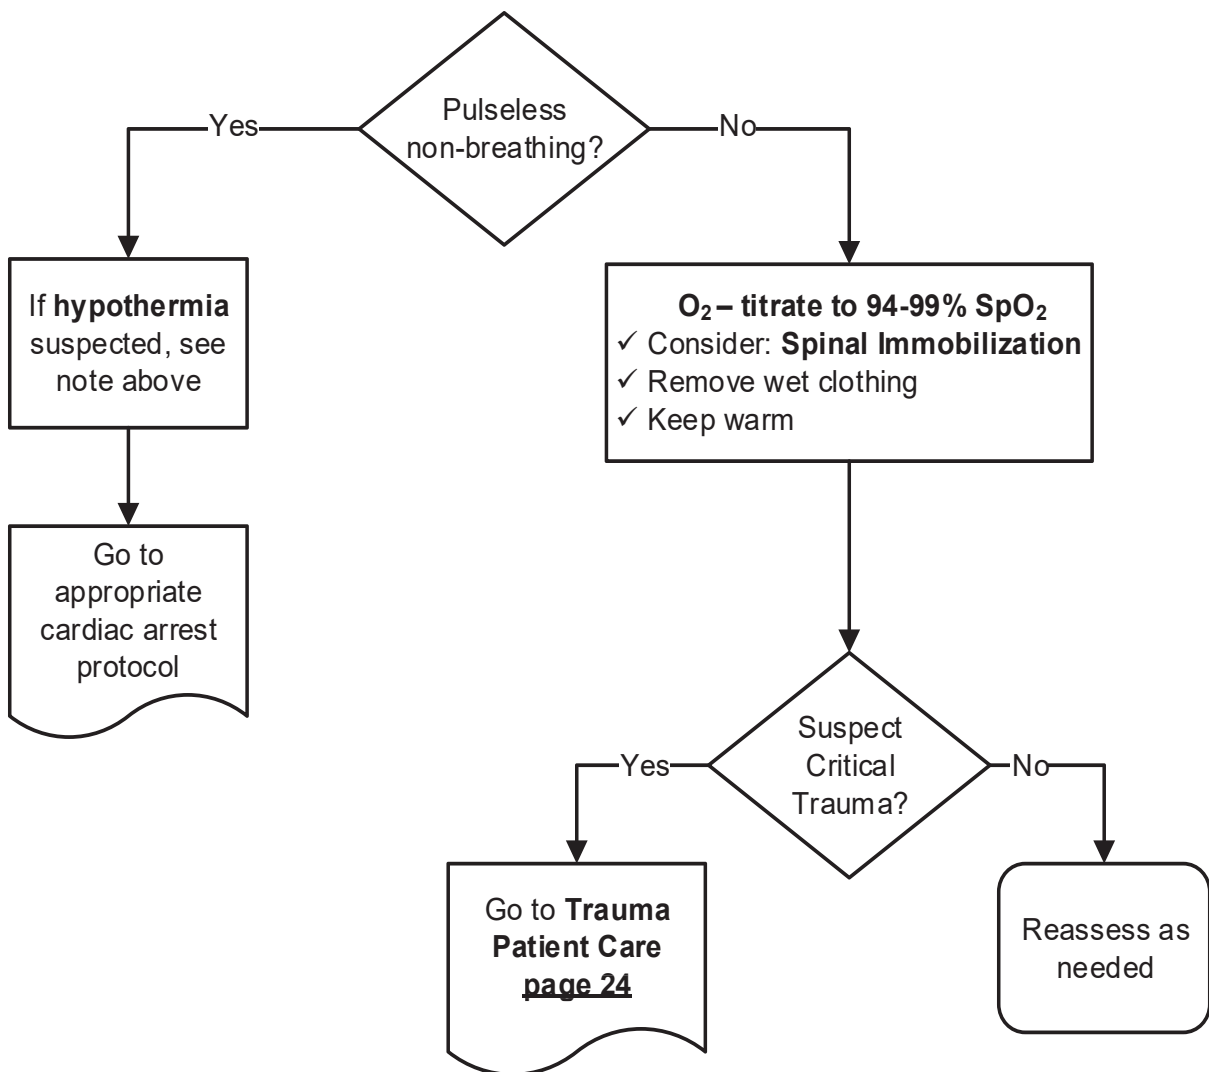 Pulseless
non-breathing?
Yes
No
If hypothermia
suspected, see
note above
O₂ – titrate to 94-99% SpO₂
✓ Consider: Spinal Immobilization
✓ Remove wet clothing
✓ Keep warm
Go to
appropriate
cardiac arrest
protocol
Suspect
Critical
Trauma?
Yes
No
Go to Trauma
Patient Care
page 24
Reassess as
needed